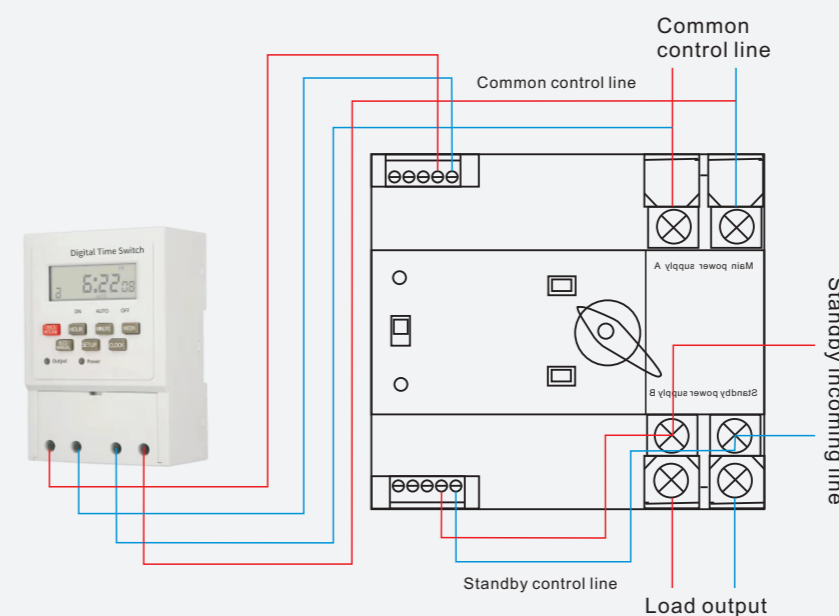 Common
control line
Common control line
Digital Time Switch
6:22 08
ON AUTO OFF
HOUR MINUTE WEEK
SETUP CLOCK
Output Power
Main power supply A
Standby power supply B
Standby incoming line
Standby control line
Load output